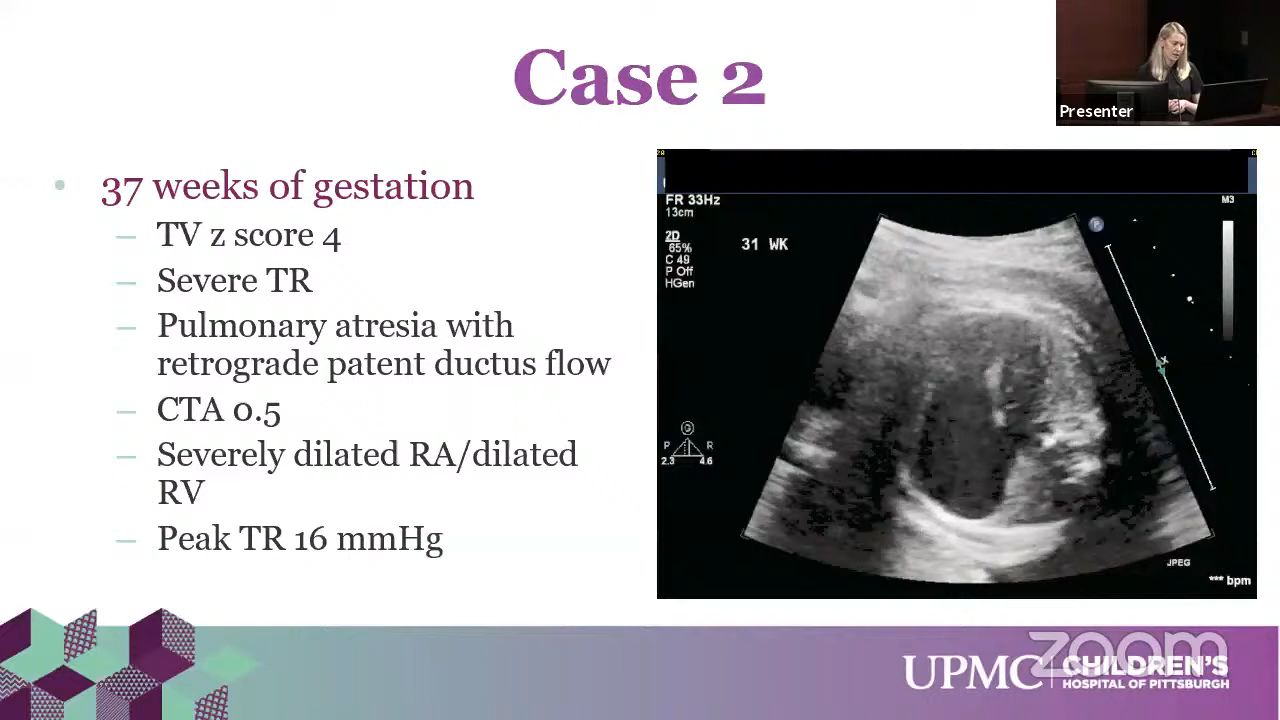 Case 2
Presenter
• 37 weeks of gestation
– TV z score 4
– Severe TR
– Pulmonary atresia with
retrograde patent ductus flow
– CTA 0.5
– Severely dilated RA/dilated
RV
– Peak TR 16 mmHg
FR 33Hz
13cm
2D
65%
C 49
P Off
HGen
31 WK
M3
P
X
G
P R
2.3 4.6
JPEG
*** bpm
zoom
UPMC CHILDREN'S
HOSPITAL OF PITTSBURGH